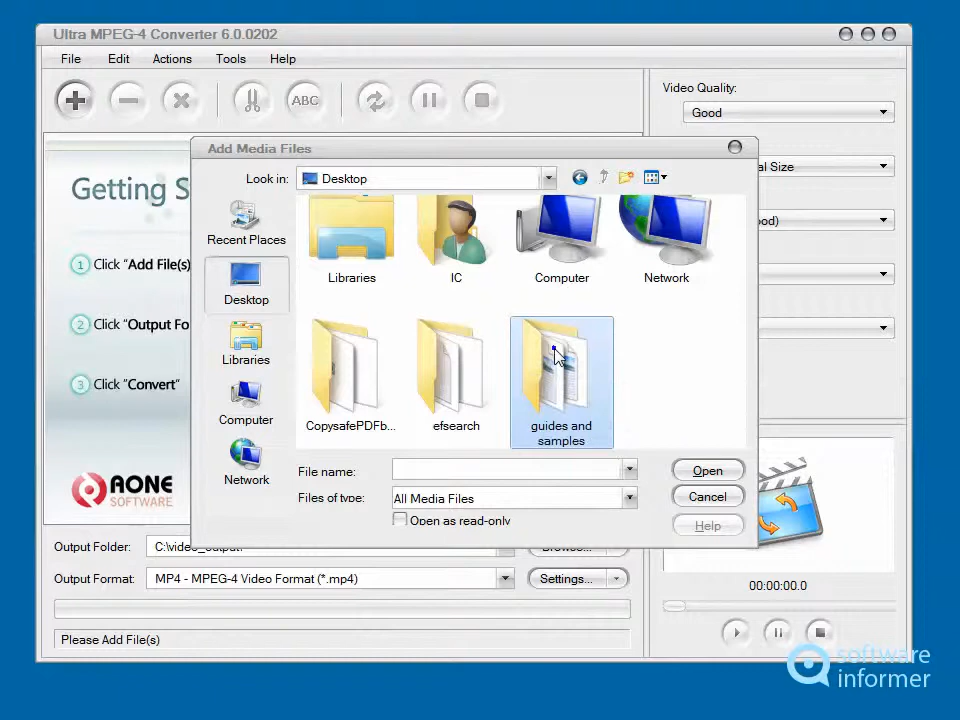 Ultra MPEG-4 Converter 6.0.0202
File Edit Actions Tools Help
ABC
Video Quality:
Good
al Size
ood)
Getting S
1 Click "Add File(s)
2 Click "Output Fo
3 Click "Convert"
AONE
SOFTWARE
Add Media Files
Look in: Desktop
Recent Places
Desktop
Libraries
Computer
Network
Libraries
IC
Computer
Network
CopysafePDFb...
efsearch
guides and
samples
File name:
Open
Files of type: All Media Files
Cancel
Open as read-only
Help
Output Folder: C:\video_output\
Browse...
Output Format: MP4 - MPEG-4 Video Format (*.mp4)
Settings...
00:00:00.0
Please Add File(s)
software
informer